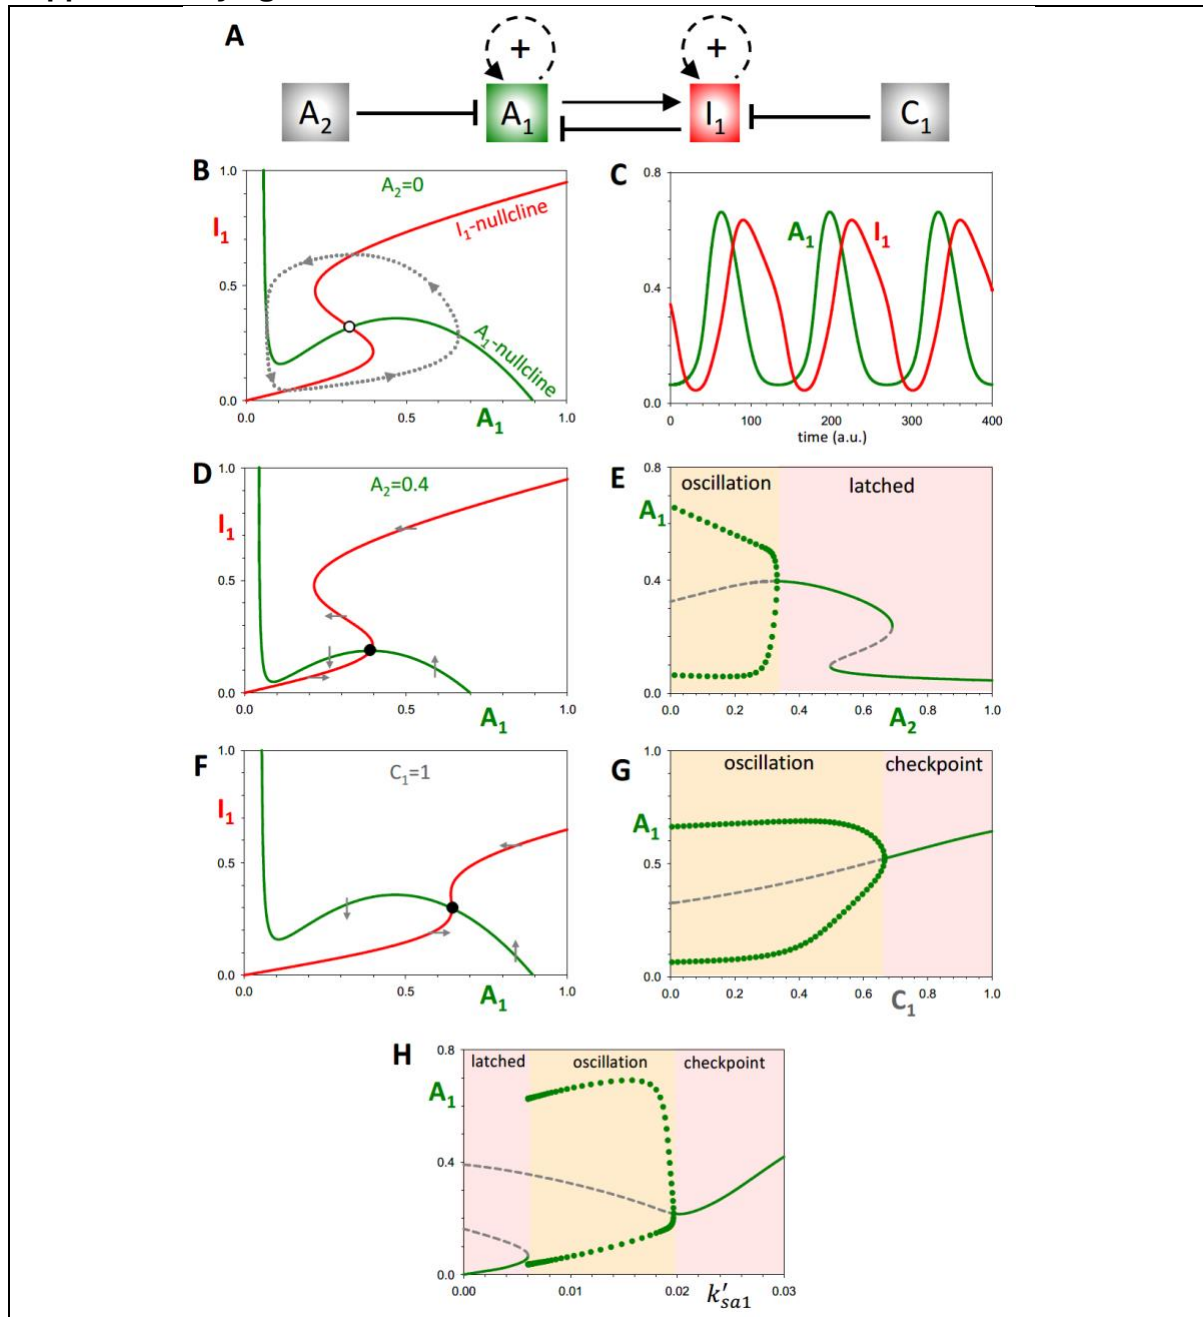 A
+ +
A2 A1 I1 C1
B
1.0
A2=0
I1
I1-nullcline
0.5
A1-nullcline
0.0
0.0 0.5 1.0
A1
C
0.8
A1 I1
0.4
0.0
0 100 200 300 400
time (a.u.)
D
1.0
A2=0.4
I1
0.5
0.0
0.0 0.5 1.0
A1
E
0.8
oscillation latched
A1
0.4
0.0
0.0 0.2 0.4 0.6 0.8 1.0
A2
F
1.0
C1=1
I1
0.5
0.0
0.0 0.5 1.0
A1
G
1.0
oscillation checkpoint
A1
0.5
0.0
0.0 0.2 0.4 0.6 0.8 1.0
C1
H
0.8
latched oscillation checkpoint
A1
0.4
0.0
0.00 0.01 0.02 0.03
k'sa1